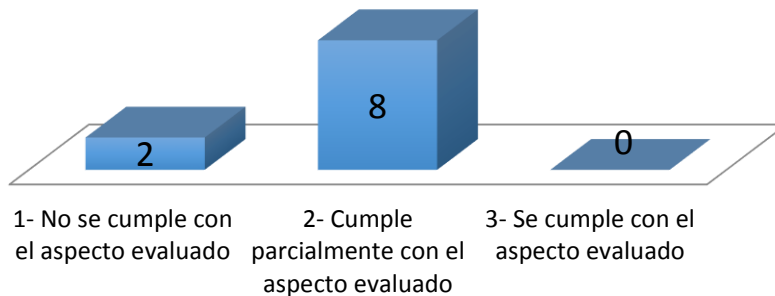 2
8
0
1- No se cumple con
el aspecto evaluado
2- Cumple
parcialmente con el
aspecto evaluado
3- Se cumple con el
aspecto evaluado